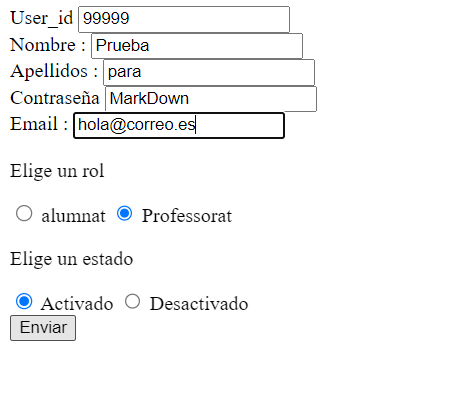 User_id 99999
Nombre : Prueba
Apellidos : para
Contraseña MarkDown
Email : hola@correo.es
Elige un rol
alumnat Professorat
Elige un estado
Activado Desactivado
Enviar